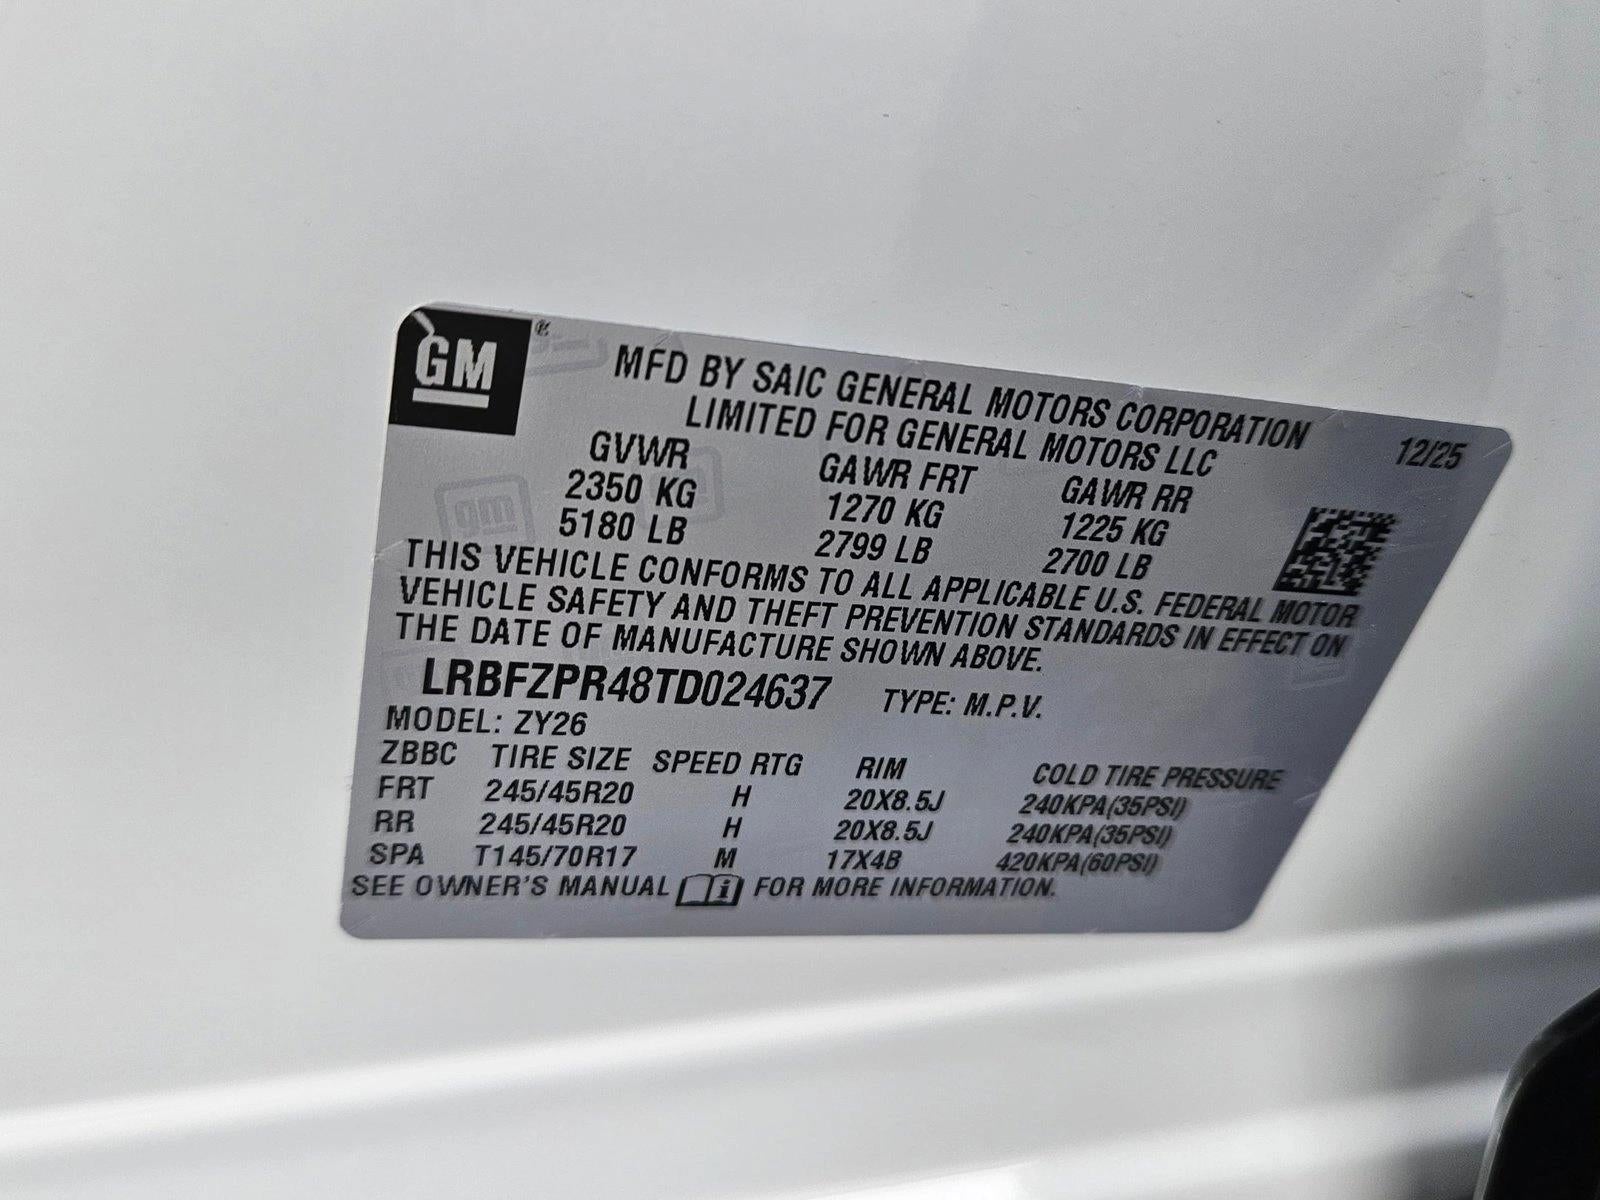 GM ®
MFD BY SAIC GENERAL MOTORS CORPORATION
LIMITED FOR GENERAL MOTORS LLC
12/25
GVWR GAWR FRT GAWR RR
2350 KG 1270 KG 1225 KG
5180 LB 2799 LB 2700 LB
THIS VEHICLE CONFORMS TO ALL APPLICABLE U.S. FEDERAL MOTOR
VEHICLE SAFETY AND THEFT PREVENTION STANDARDS IN EFFECT ON
THE DATE OF MANUFACTURE SHOWN ABOVE.
LRBFZPR48TD024637 TYPE: M.P.V.
MODEL: ZY26
ZBBC TIRE SIZE SPEED RTG RIM COLD TIRE PRESSURE
FRT 245/45R20 H 20X8.5J 240KPA(35PSI)
RR 245/45R20 H 20X8.5J 240KPA(35PSI)
SPA T145/70R17 M 17X4B 420KPA(60PSI)
SEE OWNER'S MANUAL i FOR MORE INFORMATION.